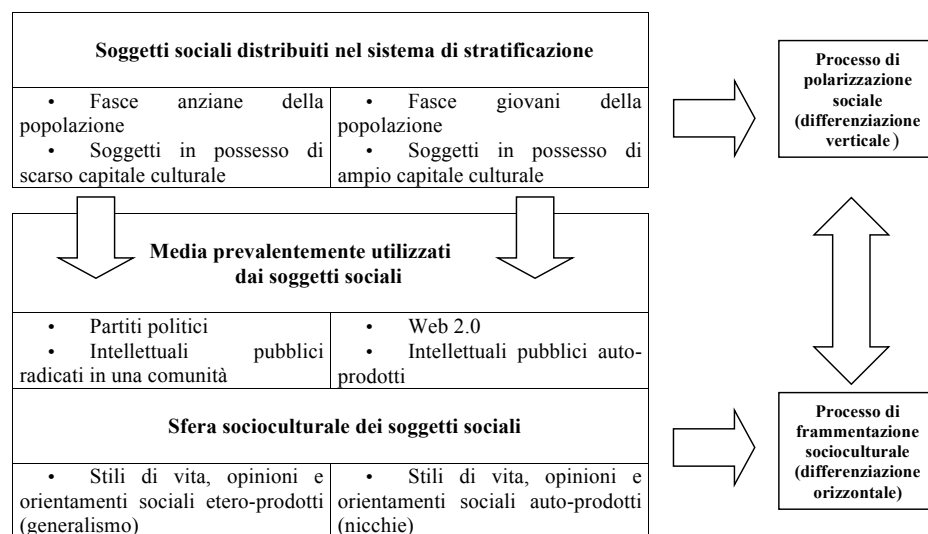 Soggetti sociali distribuiti nel sistema di stratificazione
• Fasce anziane della
popolazione
• Soggetti in possesso di
scarso capitale culturale
• Fasce giovani della
popolazione
• Soggetti in possesso di
ampio capitale culturale
Processo di
polarizzazione
sociale
(differenziazione
verticale)
Media prevalentemente utilizzati
dai soggetti sociali
• Partiti politici
• Intellettuali pubblici
radicati in una comunità
• Web 2.0
• Intellettuali pubblici auto-
prodotti
Sfera socioculturale dei soggetti sociali
• Stili di vita, opinioni e
orientamenti sociali etero-prodotti
(generalismo)
• Stili di vita, opinioni e
orientamenti sociali auto-prodotti
(nicchie)
Processo di
frammentazione
socioculturale
(differenziazione
orizzontale)